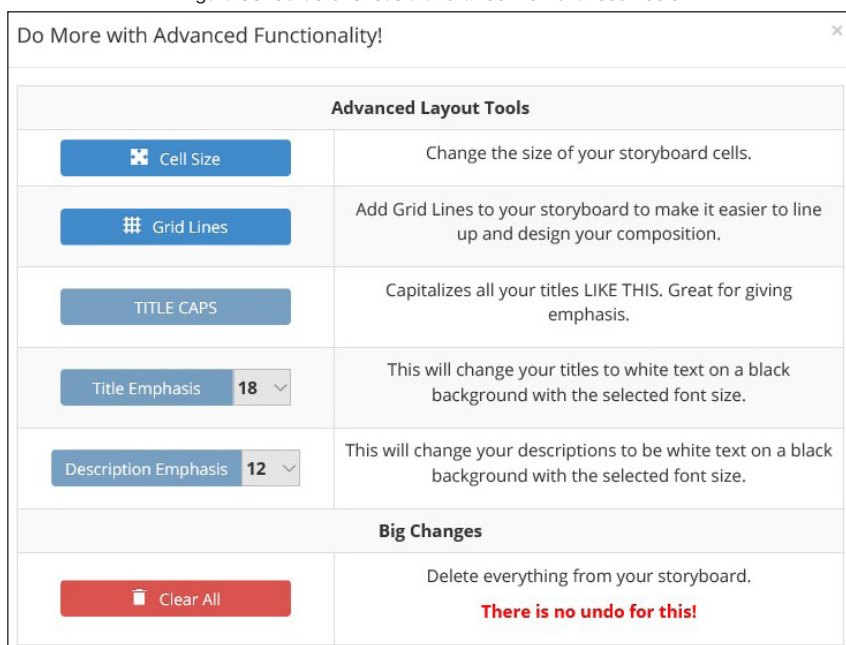 Do More with Advanced Functionality!
×
Advanced Layout Tools
Cell Size
Change the size of your storyboard cells.
Grid Lines
Add Grid Lines to your storyboard to make it easier to line
up and design your composition.
TITLE CAPS
Capitalizes all your titles LIKE THIS. Great for giving
emphasis.
Title Emphasis 18
This will change your titles to white text on a black
background with the selected font size.
Description Emphasis 12
This will change your descriptions to be white text on a black
background with the selected font size.
Big Changes
Clear All
Delete everything from your storyboard.
There is no undo for this!